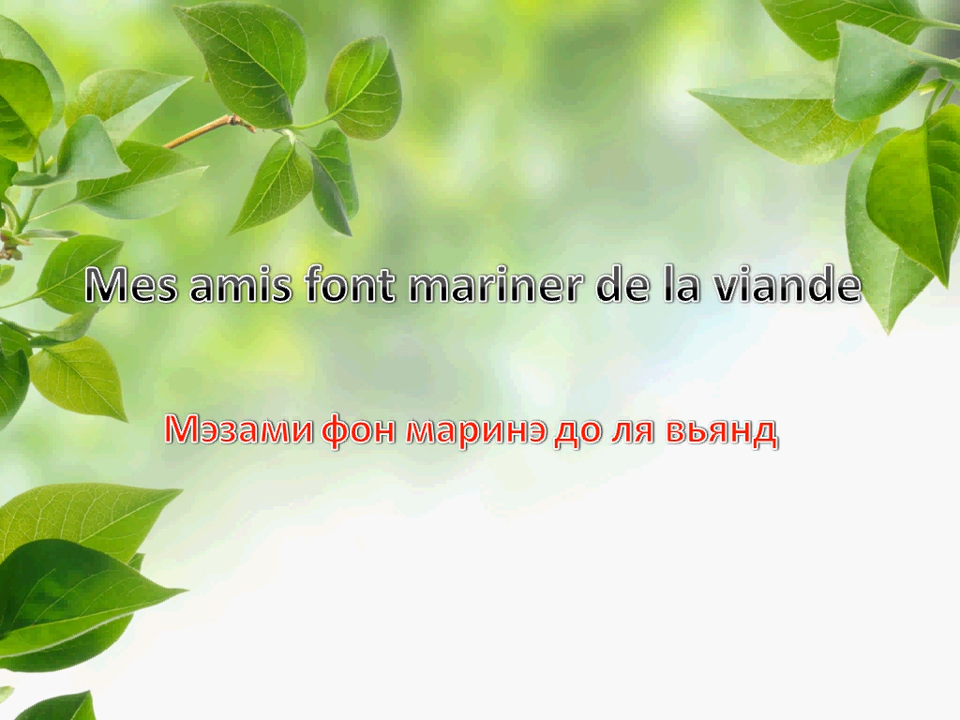 Mes amis font mariner de la viande
Мэзами фон маринэ до ля вьянд